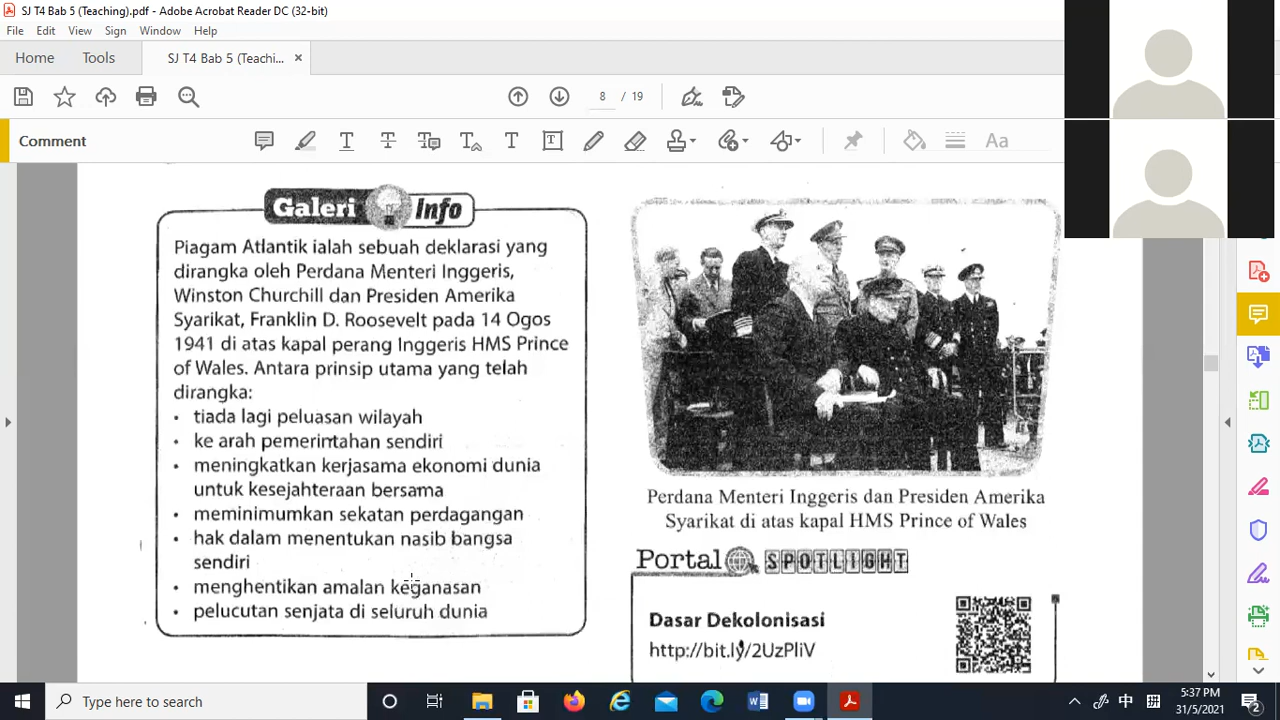 SJ T4 Bab 5 (Teaching).pdf - Adobe Acrobat Reader DC (32-bit)
File Edit View Sign Window Help
Home Tools SJ T4 Bab 5 (Teachi... ×
8 / 19
Comment
Galeri Info
Piagam Atlantik ialah sebuah deklarasi yang
dirangka oleh Perdana Menteri Inggeris,
Winston Churchill dan Presiden Amerika
Syarikat, Franklin D. Roosevelt pada 14 Ogos
1941 di atas kapal perang Inggeris HMS Prince
of Wales. Antara prinsip utama yang telah
dirangka:
• tiada lagi peluasan wilayah
• ke arah pemerintahan sendiri
• meningkatkan kerjasama ekonomi dunia
untuk kesejahteraan bersama
• meminimumkan sekatan perdagangan
• hak dalam menentukan nasib bangsa
sendiri
• menghentikan amalan keganasan
• pelucutan senjata di seluruh dunia
Perdana Menteri Inggeris dan Presiden Amerika
Syarikat di atas kapal HMS Prince of Wales
Portal SPOTLIGHT
Dasar Dekolonisasi
http://bit.ly/2UzPliV
Type here to search
中
拼
5:37 PM
31/5/2021
2